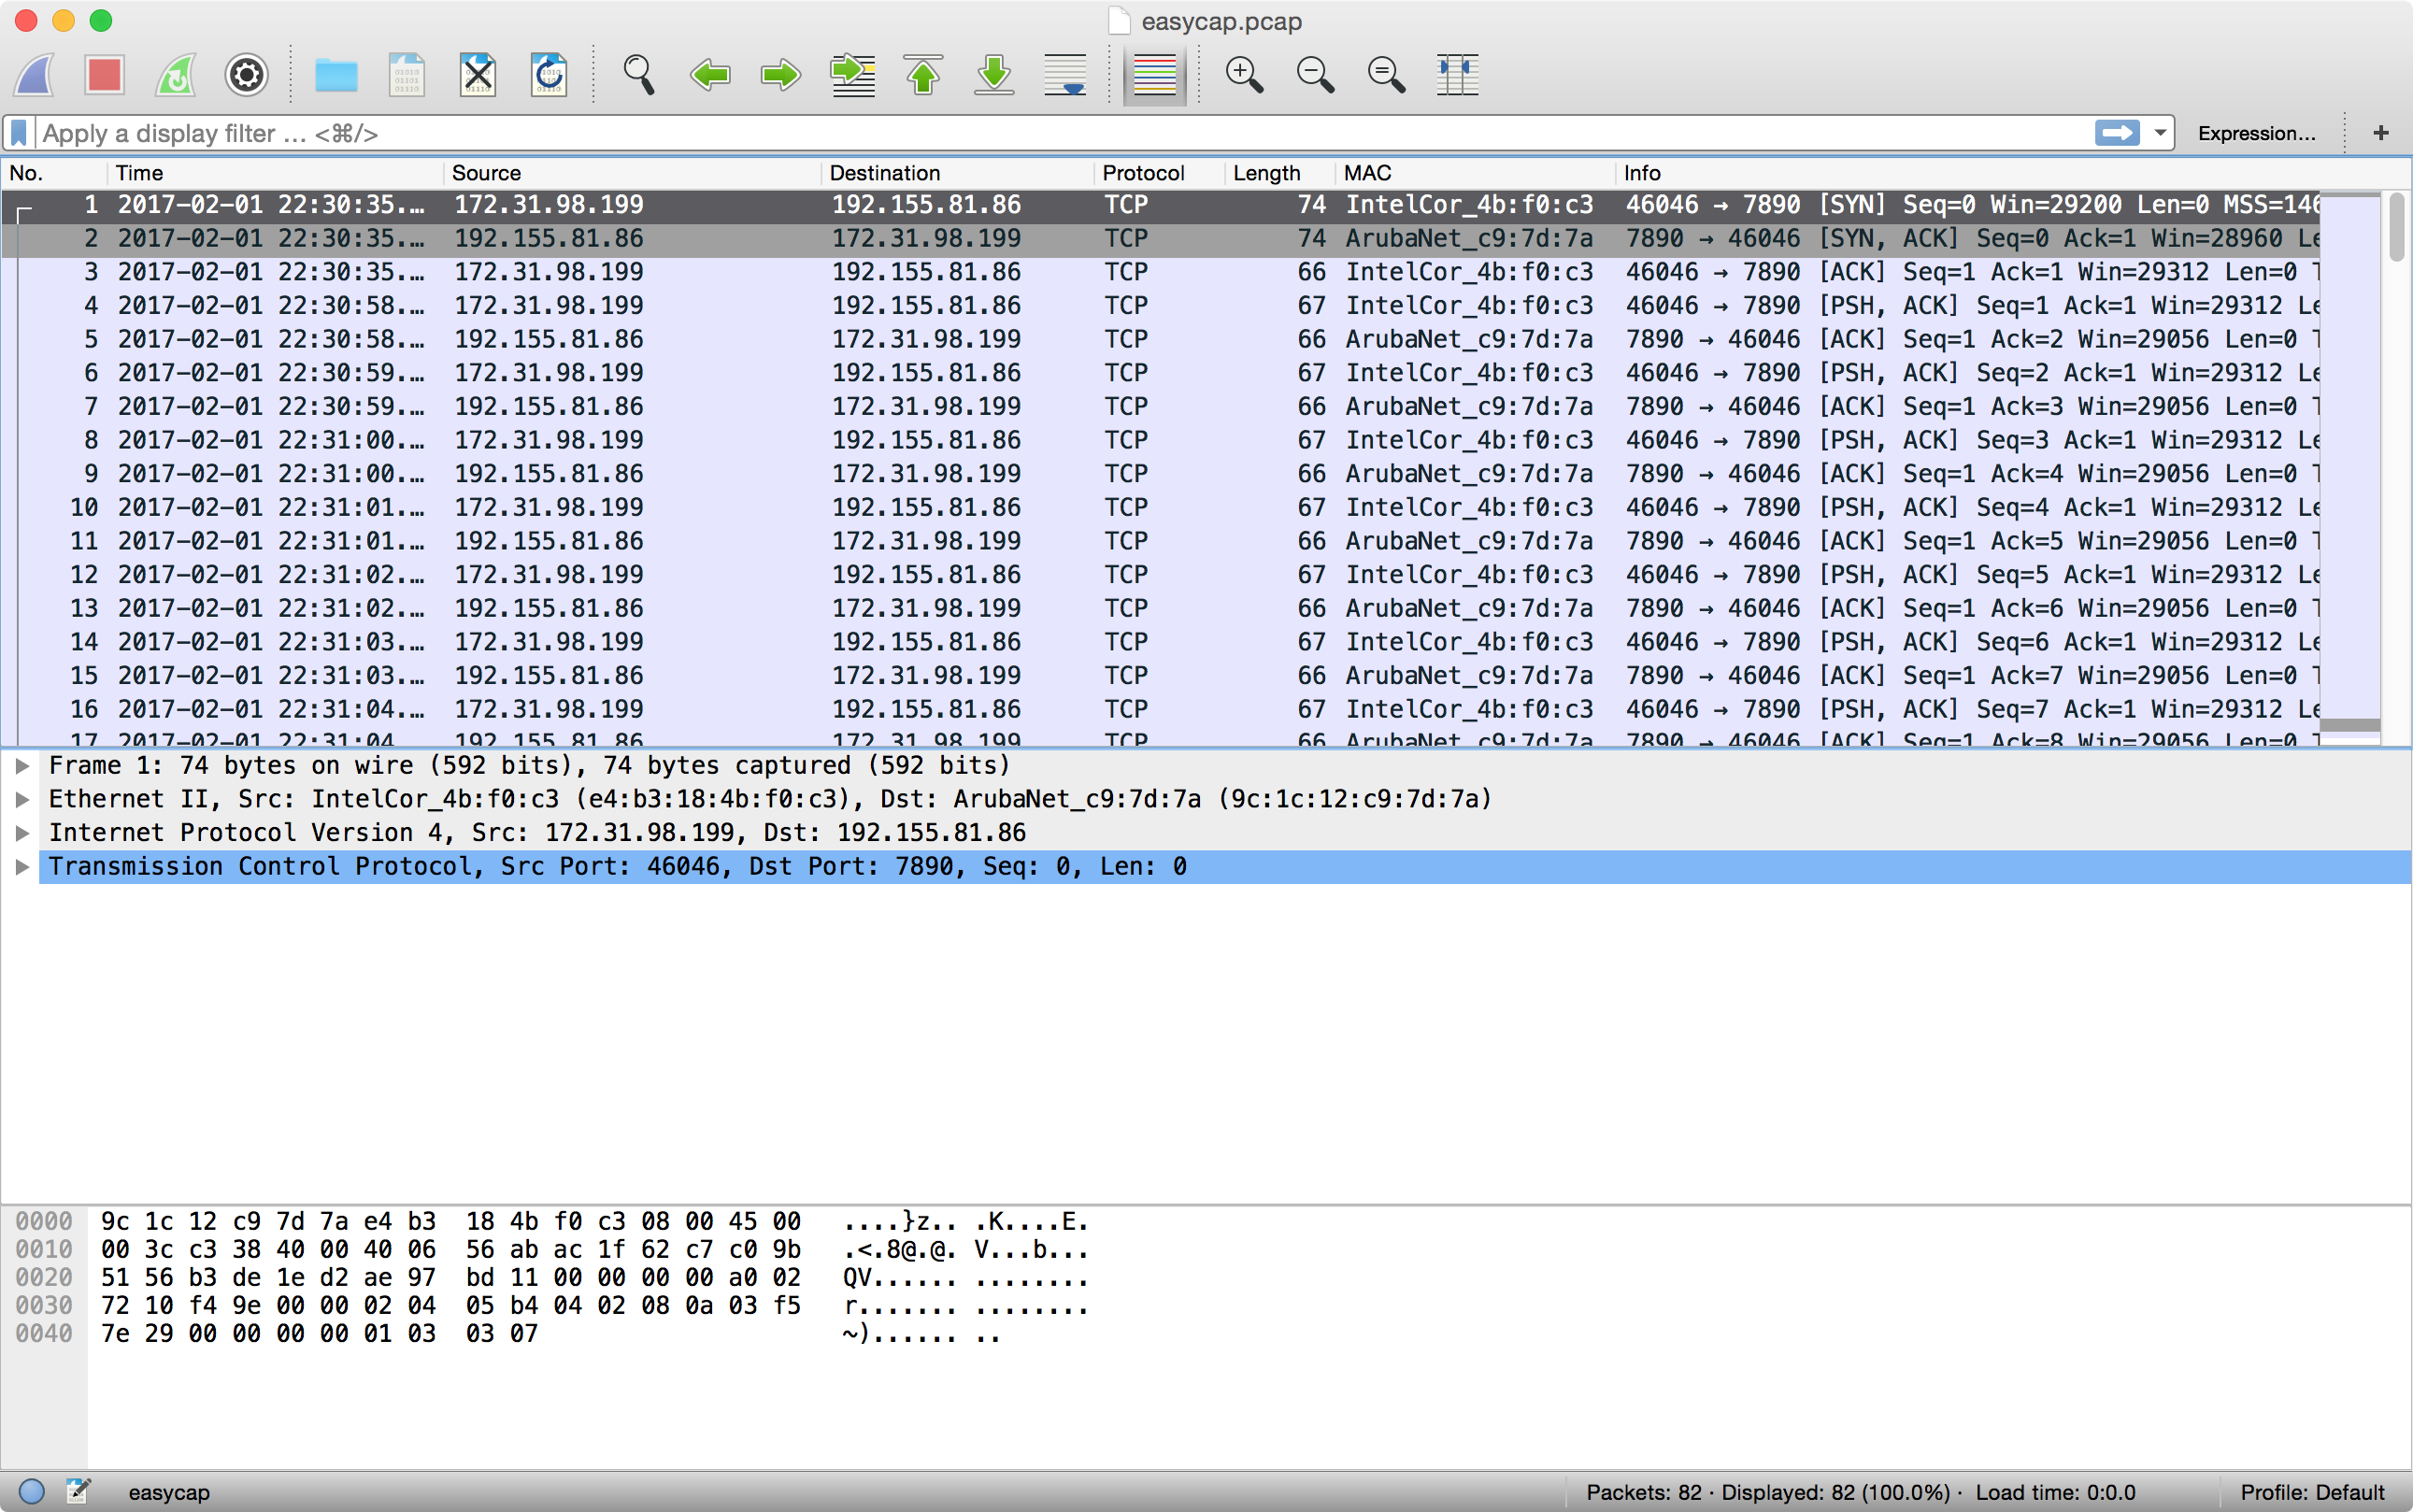 easycap.pcap
Apply a display filter … <⌘/>
Expression…
+
No. Time Source Destination Protocol Length MAC Info
1 2017-02-01 22:30:35.… 172.31.98.199 192.155.81.86 TCP 74 IntelCor_4b:f0:c3 46046 → 7890 [SYN] Seq=0 Win=29200 Len=0 MSS=146
2 2017-02-01 22:30:35.… 192.155.81.86 172.31.98.199 TCP 74 ArubaNet_c9:7d:7a 7890 → 46046 [SYN, ACK] Seq=0 Ack=1 Win=28960 Le
3 2017-02-01 22:30:35.… 172.31.98.199 192.155.81.86 TCP 66 IntelCor_4b:f0:c3 46046 → 7890 [ACK] Seq=1 Ack=1 Win=29312 Len=0 T
4 2017-02-01 22:30:58.… 172.31.98.199 192.155.81.86 TCP 67 IntelCor_4b:f0:c3 46046 → 7890 [PSH, ACK] Seq=1 Ack=1 Win=29312 Le
5 2017-02-01 22:30:58.… 192.155.81.86 172.31.98.199 TCP 66 ArubaNet_c9:7d:7a 7890 → 46046 [ACK] Seq=1 Ack=2 Win=29056 Len=0 T
6 2017-02-01 22:30:59.… 172.31.98.199 192.155.81.86 TCP 67 IntelCor_4b:f0:c3 46046 → 7890 [PSH, ACK] Seq=2 Ack=1 Win=29312 Le
7 2017-02-01 22:30:59.… 192.155.81.86 172.31.98.199 TCP 66 ArubaNet_c9:7d:7a 7890 → 46046 [ACK] Seq=1 Ack=3 Win=29056 Len=0 T
8 2017-02-01 22:31:00.… 172.31.98.199 192.155.81.86 TCP 67 IntelCor_4b:f0:c3 46046 → 7890 [PSH, ACK] Seq=3 Ack=1 Win=29312 Le
9 2017-02-01 22:31:00.… 192.155.81.86 172.31.98.199 TCP 66 ArubaNet_c9:7d:7a 7890 → 46046 [ACK] Seq=1 Ack=4 Win=29056 Len=0 T
10 2017-02-01 22:31:01.… 172.31.98.199 192.155.81.86 TCP 67 IntelCor_4b:f0:c3 46046 → 7890 [PSH, ACK] Seq=4 Ack=1 Win=29312 Le
11 2017-02-01 22:31:01.… 192.155.81.86 172.31.98.199 TCP 66 ArubaNet_c9:7d:7a 7890 → 46046 [ACK] Seq=1 Ack=5 Win=29056 Len=0 T
12 2017-02-01 22:31:02.… 172.31.98.199 192.155.81.86 TCP 67 IntelCor_4b:f0:c3 46046 → 7890 [PSH, ACK] Seq=5 Ack=1 Win=29312 Le
13 2017-02-01 22:31:02.… 192.155.81.86 172.31.98.199 TCP 66 ArubaNet_c9:7d:7a 7890 → 46046 [ACK] Seq=1 Ack=6 Win=29056 Len=0 T
14 2017-02-01 22:31:03.… 172.31.98.199 192.155.81.86 TCP 67 IntelCor_4b:f0:c3 46046 → 7890 [PSH, ACK] Seq=6 Ack=1 Win=29312 Le
15 2017-02-01 22:31:03.… 192.155.81.86 172.31.98.199 TCP 66 ArubaNet_c9:7d:7a 7890 → 46046 [ACK] Seq=1 Ack=7 Win=29056 Len=0 T
16 2017-02-01 22:31:04.… 172.31.98.199 192.155.81.86 TCP 67 IntelCor_4b:f0:c3 46046 → 7890 [PSH, ACK] Seq=7 Ack=1 Win=29312 Le
17 2017-02-01 22:31:04 192.155.81.86 172.31.98.199 TCP 66 ArubaNet_c9:7d:7a 7890 → 46046 [ACK] Seq=1 Ack=8 Win=29056 Len=0 T
Frame 1: 74 bytes on wire (592 bits), 74 bytes captured (592 bits)
Ethernet II, Src: IntelCor_4b:f0:c3 (e4:b3:18:4b:f0:c3), Dst: ArubaNet_c9:7d:7a (9c:1c:12:c9:7d:7a)
Internet Protocol Version 4, Src: 172.31.98.199, Dst: 192.155.81.86
Transmission Control Protocol, Src Port: 46046, Dst Port: 7890, Seq: 0, Len: 0
0000 9c 1c 12 c9 7d 7a e4 b3 18 4b f0 c3 08 00 45 00 ....}z.. .K....E.
0010 00 3c c3 38 40 00 40 06 56 ab ac 1f 62 c7 c0 9b .<.8@.@. V...b...
0020 51 56 b3 de 1e d2 ae 97 bd 11 00 00 00 00 a0 02 QV...... ........
0030 72 10 f4 9e 00 00 02 04 05 b4 04 02 08 0a 03 f5 r....... ........
0040 7e 29 00 00 00 00 01 03 03 07 ~)...... ..
easycap
Packets: 82 · Displayed: 82 (100.0%) · Load time: 0:0.0
Profile: Default